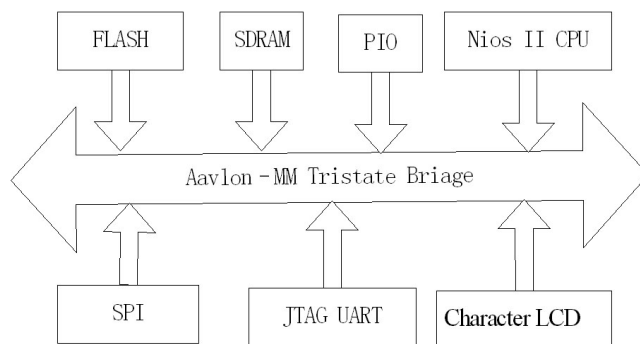 FLASH
SDRAM
PIO
Nios II CPU
Aavlon-MM Tristate Briage
SPI
JTAG UART
Character LCD